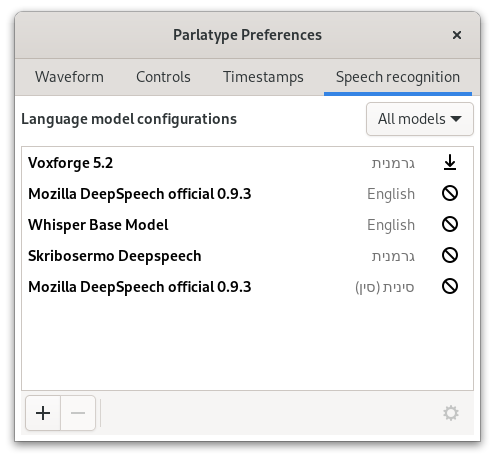 Parlatype Preferences
Waveform Controls Timestamps Speech recognition
Language model configurations All models
Voxforge 5.2 גרמנית
Mozilla DeepSpeech official 0.9.3 English
Whisper Base Model English
Skribosermo Deepspeech גרמנית
Mozilla DeepSpeech official 0.9.3 סינית (סין)